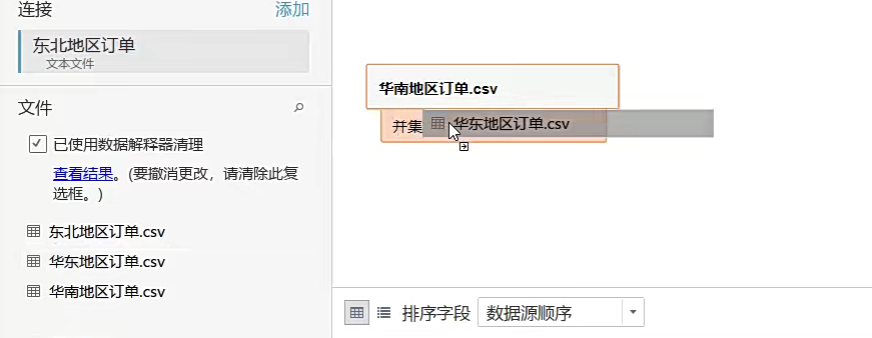 连接
添加
东北地区订单
文本文件
文件
已使用数据解释器清理
查看结果。(要撤消更改，请清除此复
选框。)
东北地区订单.csv
华东地区订单.csv
华南地区订单.csv
华南地区订单.csv
并集
华东地区订单.csv
排序字段
数据源顺序